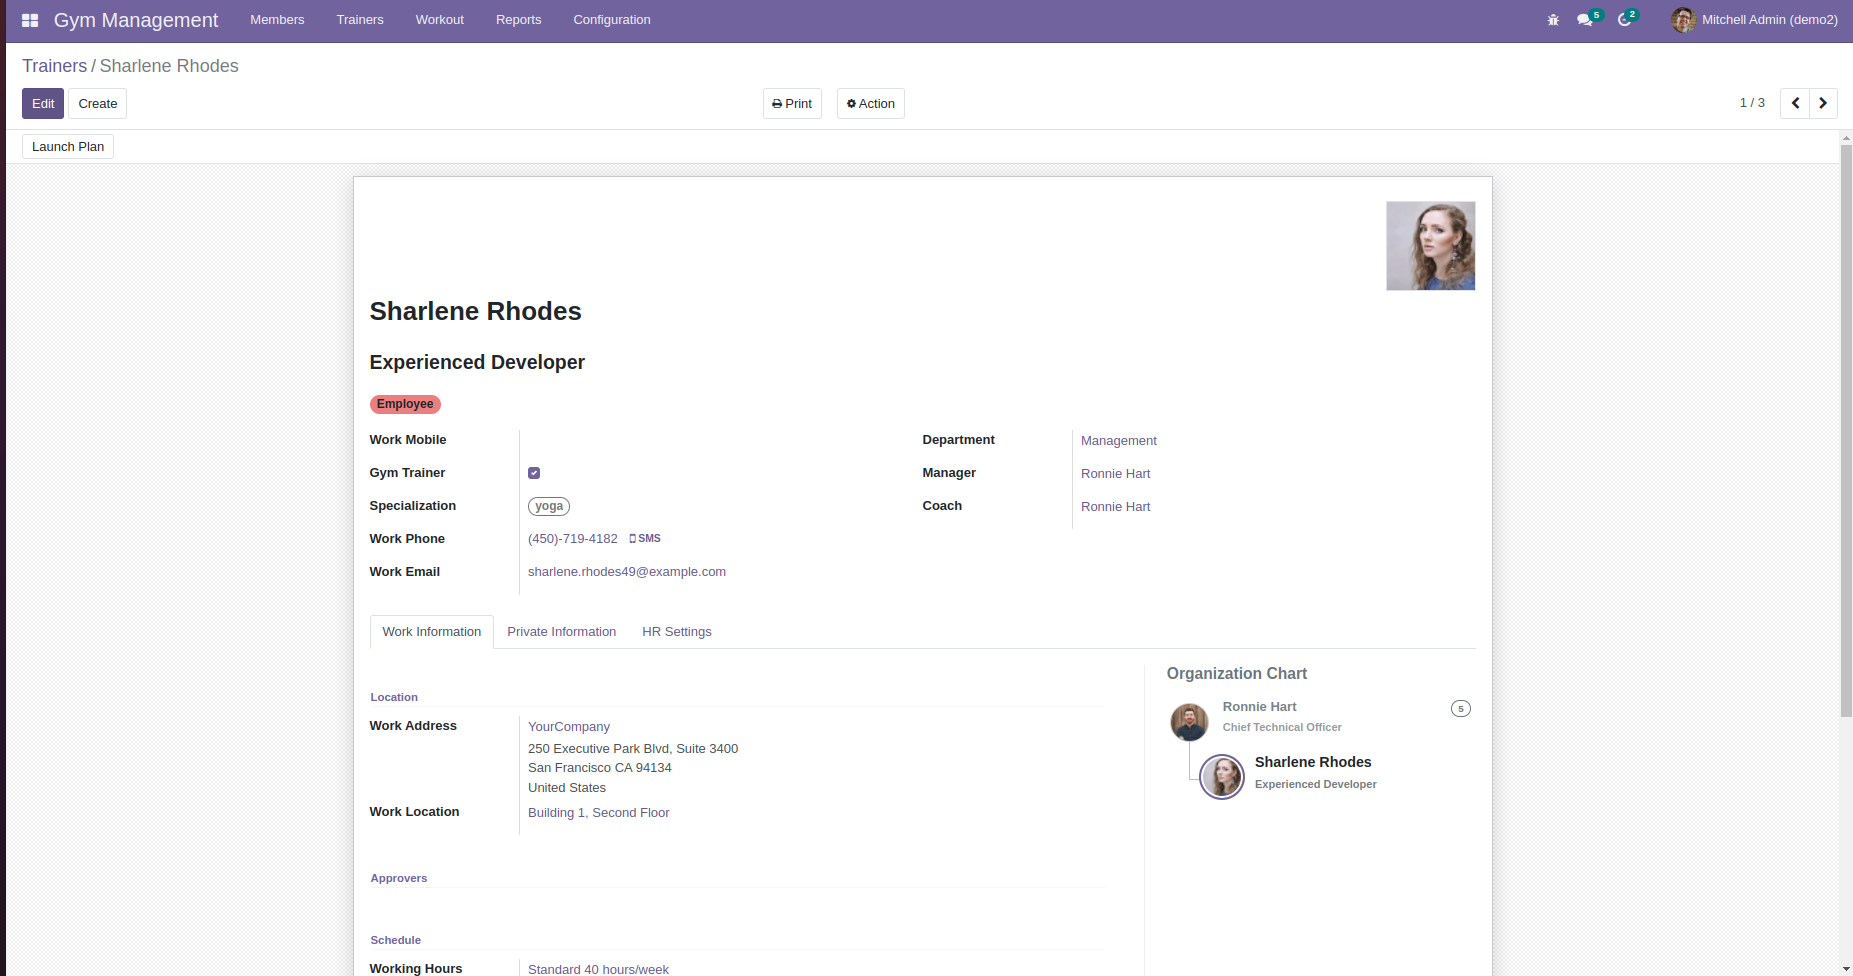 Gym Management Members Trainers Workout Reports Configuration 5 2 Mitchell Admin (demo2)
Trainers / Sharlene Rhodes
Edit Create Print Action 1 / 3
Launch Plan
Sharlene Rhodes
Experienced Developer
Employee
Work Mobile
Gym Trainer
Specialization yoga
Work Phone (450)-719-4182 SMS
Work Email sharlene.rhodes49@example.com
Department Management
Manager Ronnie Hart
Coach Ronnie Hart
Work Information Private Information HR Settings
Location
Work Address YourCompany
250 Executive Park Blvd, Suite 3400
San Francisco CA 94134
United States
Work Location Building 1, Second Floor
Approvers
Schedule
Working Hours Standard 40 hours/week
Organization Chart
Ronnie Hart 5
Chief Technical Officer
Sharlene Rhodes
Experienced Developer